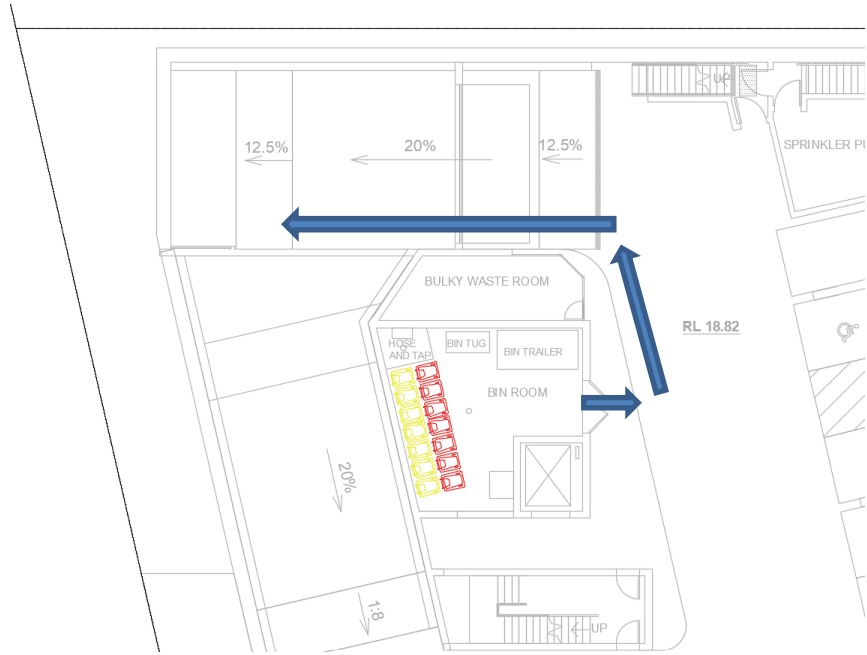 UP
12.5%
20%
12.5%
SPRINKLER PU
BULKY WASTE ROOM
RL 18.82
HOSE
AND TAP
BIN TUG
BIN TRAILER
BIN ROOM
20%
1:8
UP